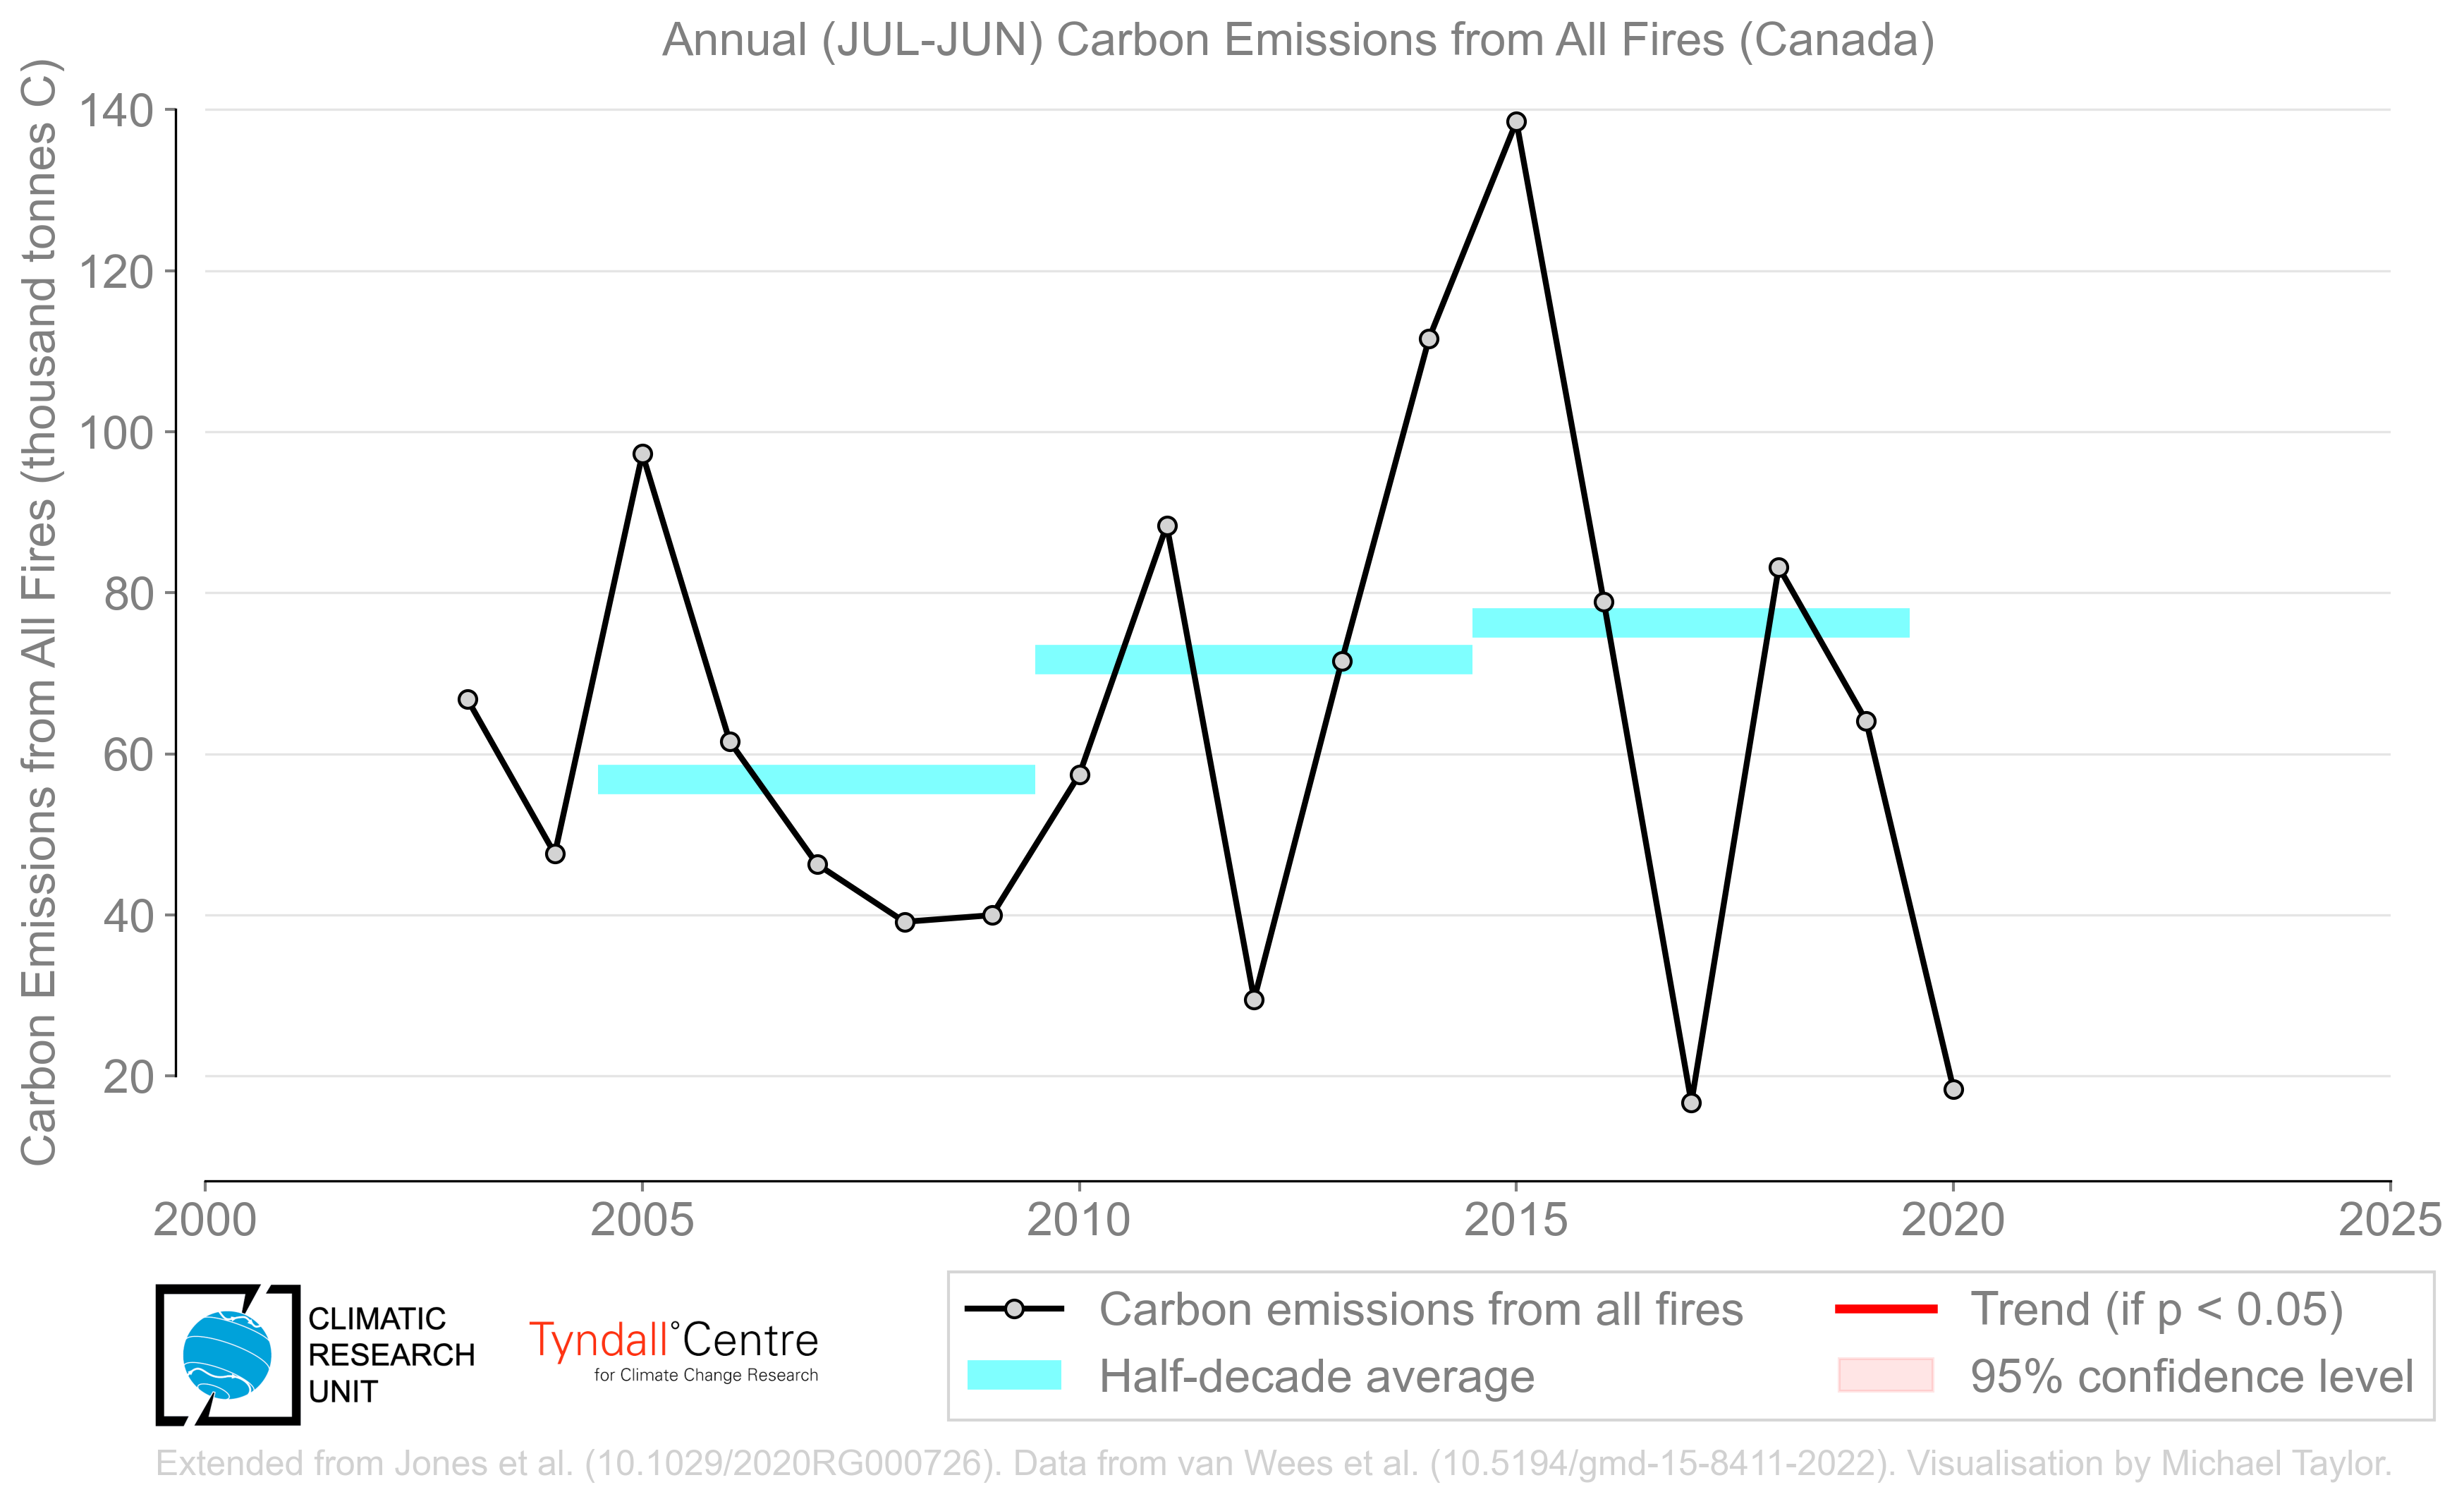 Annual (JUL-JUN) Carbon Emissions from All Fires (Canada)
Carbon Emissions from All Fires (thousand tonnes C)
140
120
100
80
60
40
20
2000 2005 2010 2015 2020 2025
CLIMATIC
RESEARCH
UNIT
Tyndall°Centre
for Climate Change Research
Carbon emissions from all fires
Half-decade average
Trend (if p < 0.05)
95% confidence level
Extended from Jones et al. (10.1029/2020RG000726). Data from van Wees et al. (10.5194/gmd-15-8411-2022). Visualisation by Michael Taylor.